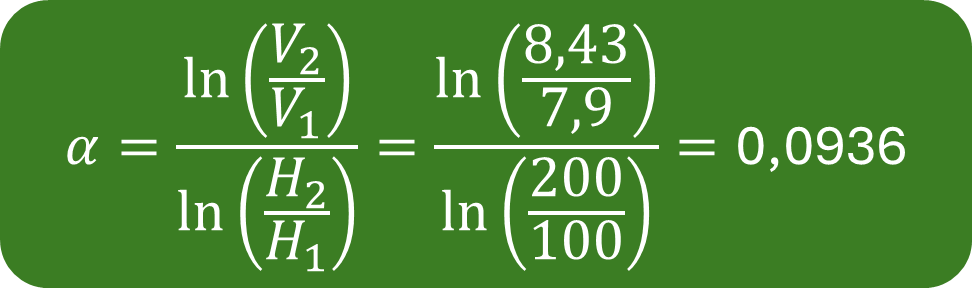 α = ln(V₂/V₁) / ln(H₂/H₁) = ln(8,43/7,9) / ln(200/100) = 0,0936